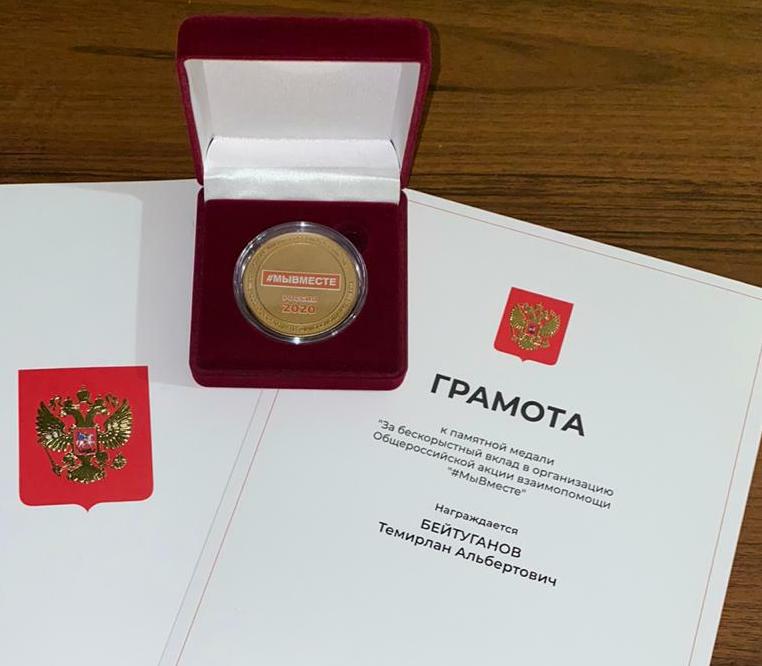 #МЫВМЕСТЕ
РОССИЯ
2020
ГРАМОТА
к памятной медали
"За бескорыстный вклад в организацию
Общероссийской акции взаимопомощи
"#МыВместе"
Награждается
БЕЙТУГАНОВ
Темирлан Альбертович